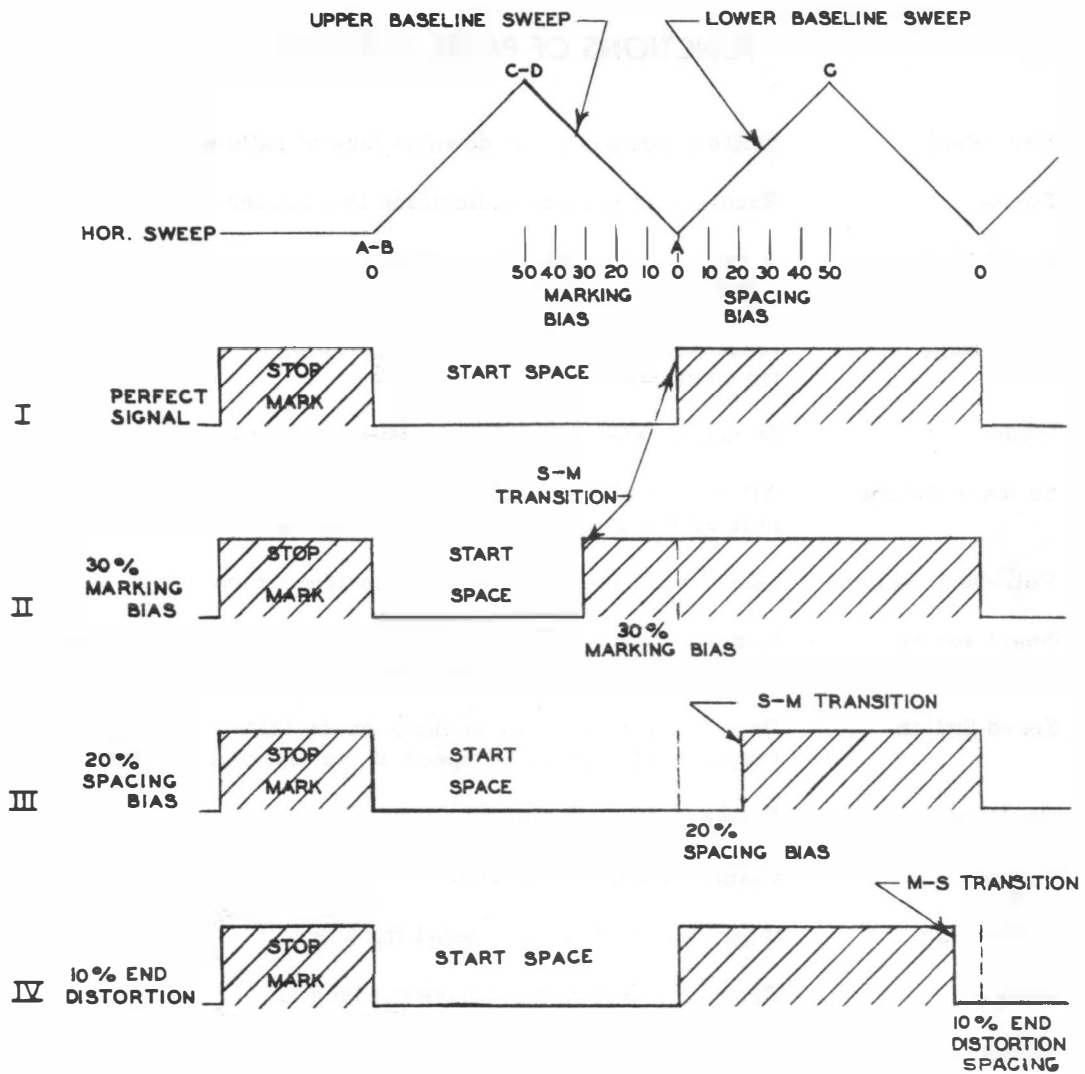 UPPER BASELINE SWEEP
LOWER BASELINE SWEEP
C-D
C
HOR. SWEEP
A-B
A
0
50 40 30 20 10 0 10 20 30 40 50
0
MARKING BIAS
SPACING BIAS
I
PERFECT SIGNAL
STOP MARK
START SPACE
S-M TRANSITION
II
30% MARKING BIAS
STOP MARK
START SPACE
30% MARKING BIAS
III
20% SPACING BIAS
STOP MARK
START SPACE
S-M TRANSITION
20% SPACING BIAS
IV
10% END DISTORTION
STOP MARK
START SPACE
M-S TRANSITION
10% END DISTORTION SPACING